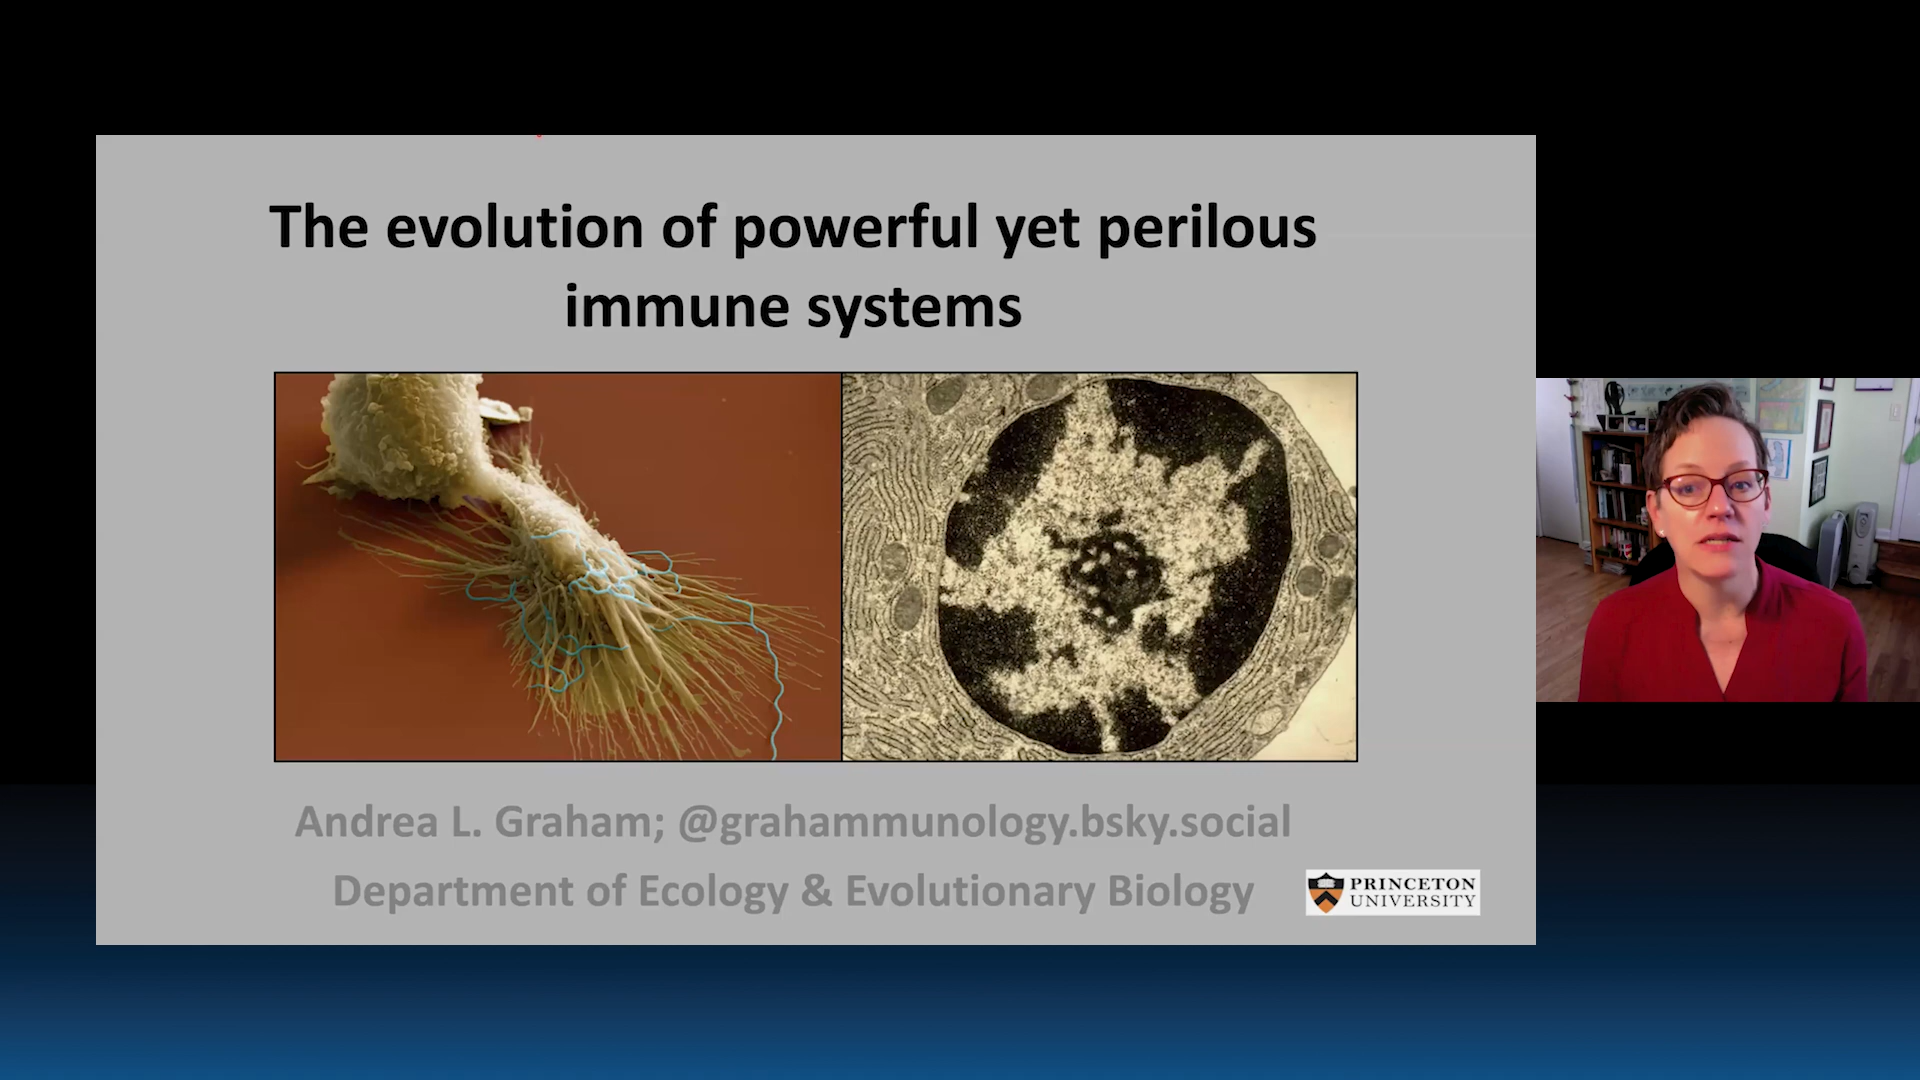 The evolution of powerful yet perilous
immune systems
Andrea L. Graham; @grahammunology.bsky.social
Department of Ecology & Evolutionary Biology
PRINCETON
UNIVERSITY